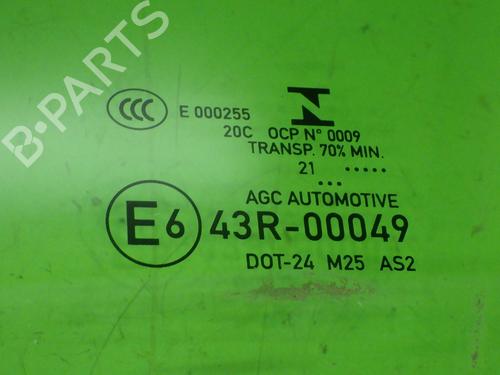 B-PARTS
CCC E 000255
20C OCP N° 0009
TRANSP. 70% MIN.
21 .....
...
AGC AUTOMOTIVE
E6 43R-00049
DOT-24 M25 AS2